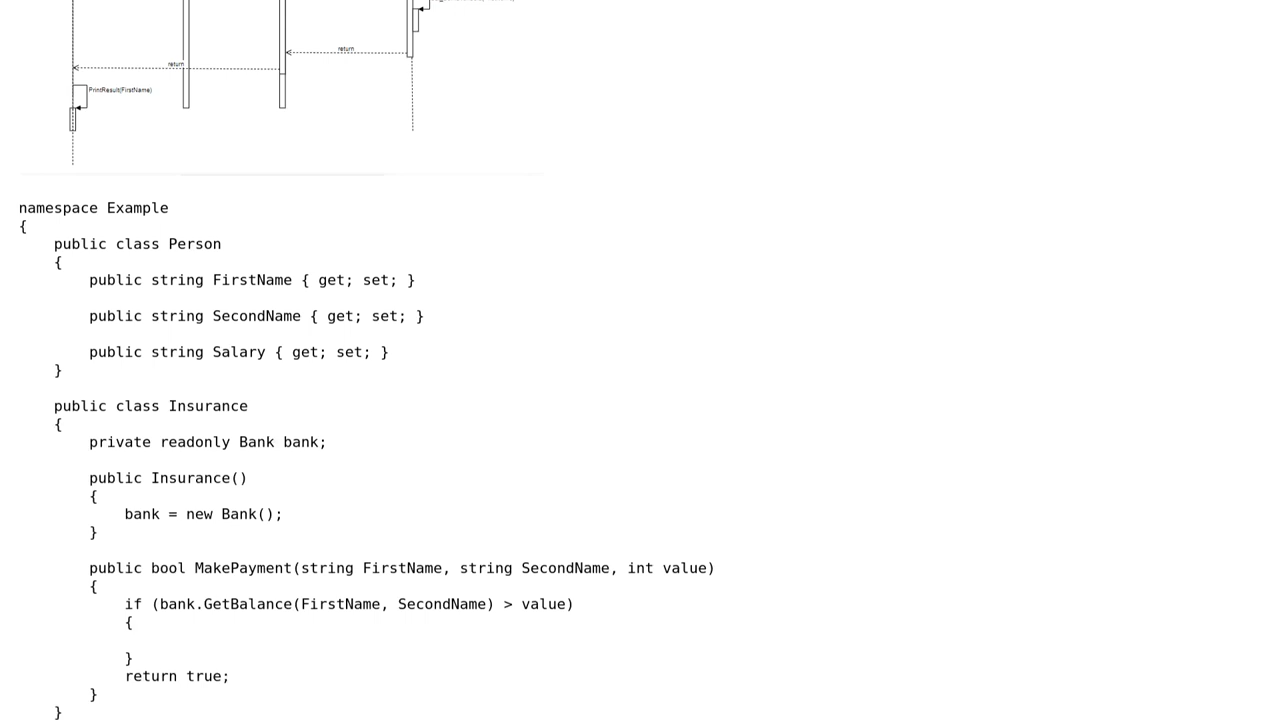 return
return
PrintResult(FirstName)
namespace Example
{
    public class Person
    {
        public string FirstName { get; set; }
        public string SecondName { get; set; }
        public string Salary { get; set; }
    }
    public class Insurance
    {
        private readonly Bank bank;
        public Insurance()
        {
            bank = new Bank();
        }
        public bool MakePayment(string FirstName, string SecondName, int value)
        {
            if (bank.GetBalance(FirstName, SecondName) > value)
            {
            }
            return true;
        }
    }